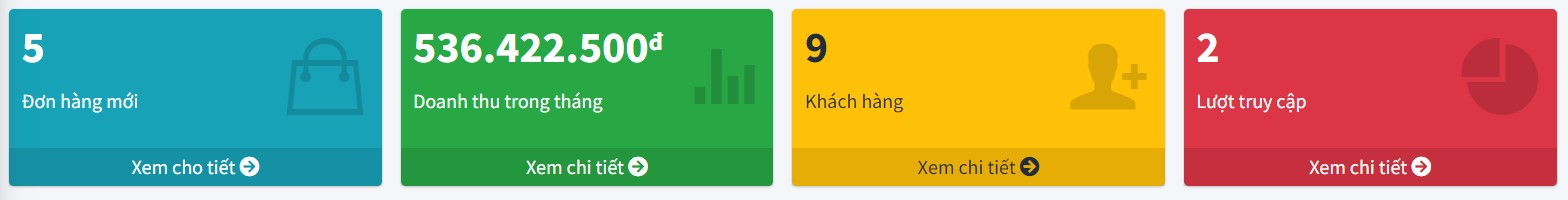 5
Đơn hàng mới
Xem cho tiết
536.422.500đ
Doanh thu trong tháng
Xem chi tiết
9
Khách hàng
Xem chi tiết
2
Lượt truy cập
Xem chi tiết